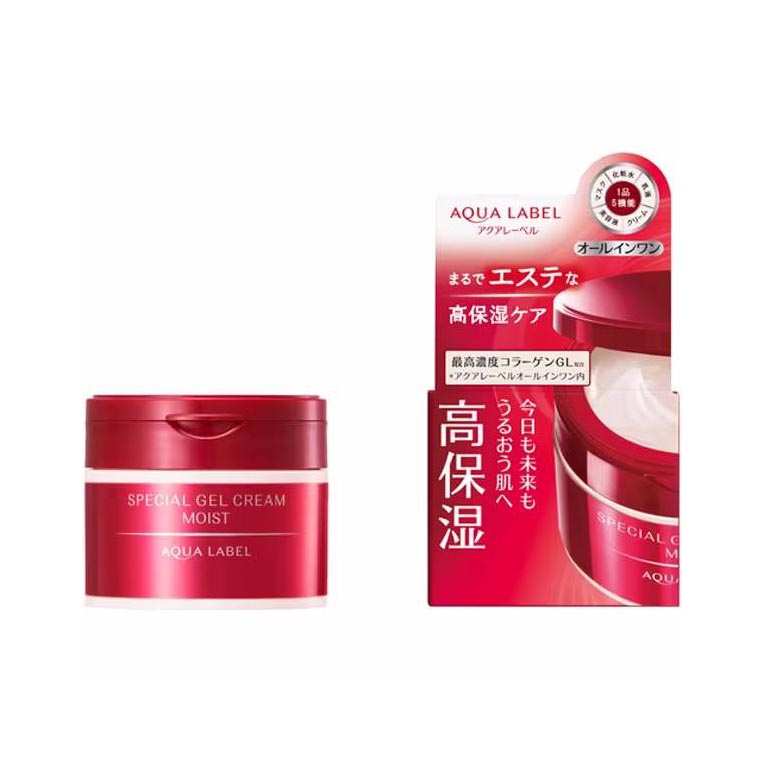 SPECIAL GEL CREAM
MOIST
AQUA LABEL
マスク
化粧水
乳液
美容液
クリーム
1品
5機能
オールインワン
AQUA LABEL
アクアレーベル
まるでエステな
高保湿ケア
最高濃度コラーゲンGL配合
*アクアレーベルオールインワン内
今日も未来も
うるおう肌へ
高保湿
SPECIAL GE
M
AQUA